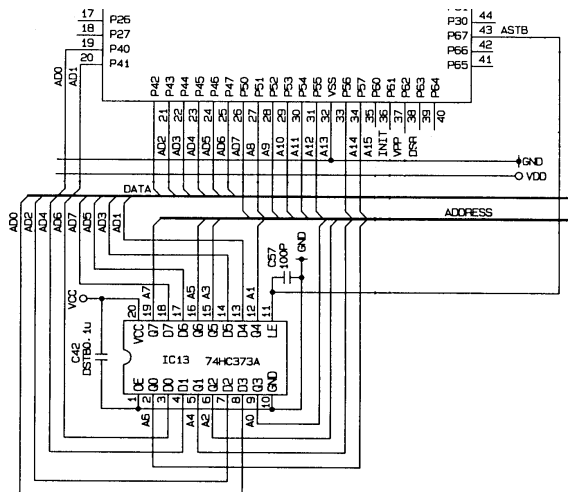 17 P26
18 P27
19 P40
20 P41
AD0
AD1
P42 P43 P44 P45 P46 P47 P50 P51 P52 P53 P54 P55 VSS P56 P57 P60 P61 P62 P63 P64
21 22 23 24 25 26 27 28 29 30 31 32 33 34 35 36 37 38 39 40
P30 44
P67 43 ASTB
P66 42
P65 41
AD2 AD3 AD4 AD5 AD6 AD7 A8 A9 A10 A11 A12 A13 A14 A15 INIT VPP DSR
GND
VDD
DATA
ADDRESS
AD0 AD2 AD4 AD6 AD7 AD5 AD3 AD1
GND
C57
100P
VCC
A7 A5 A3 A1
20 19 18 17 16 15 14 13 12 11
VCC Q7 D7 D6 Q6 Q5 D5 D4 Q4 LE
C42
DSTB0.1u
IC13 74HC373A
OE Q0 D0 D1 Q1 Q2 D2 D3 Q3 GND
1 2 3 4 5 6 7 8 9 10
A6 A4 A2 A0